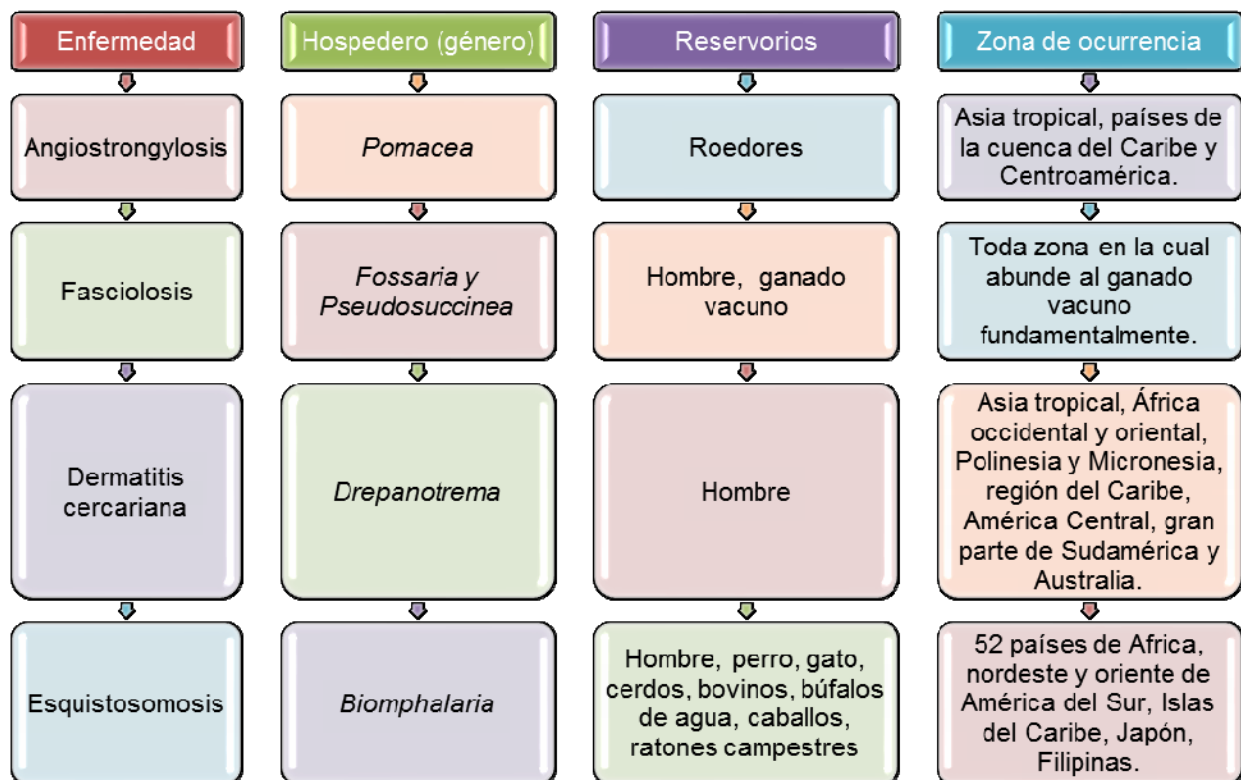 Enfermedad
Hospedero (género)
Reservorios
Zona de ocurrencia
Angiostrongylosis
Pomacea
Roedores
Asia tropical, países de
la cuenca del Caribe y
Centroamérica.
Fasciolosis
Fossaria y
Pseudosuccinea
Hombre, ganado
vacuno
Toda zona en la cual
abunde al ganado
vacuno
fundamentalmente.
Dermatitis
cercariana
Drepanotrema
Hombre
Asia tropical, África
occidental y oriental,
Polinesia y Micronesia,
región del Caribe,
América Central, gran
parte de Sudamérica y
Australia.
Esquistosomosis
Biomphalaria
Hombre, perro, gato,
cerdos, bovinos, búfalos
de agua, caballos,
ratones campestres
52 países de Africa,
nordeste y oriente de
América del Sur, Islas
del Caribe, Japón,
Filipinas.